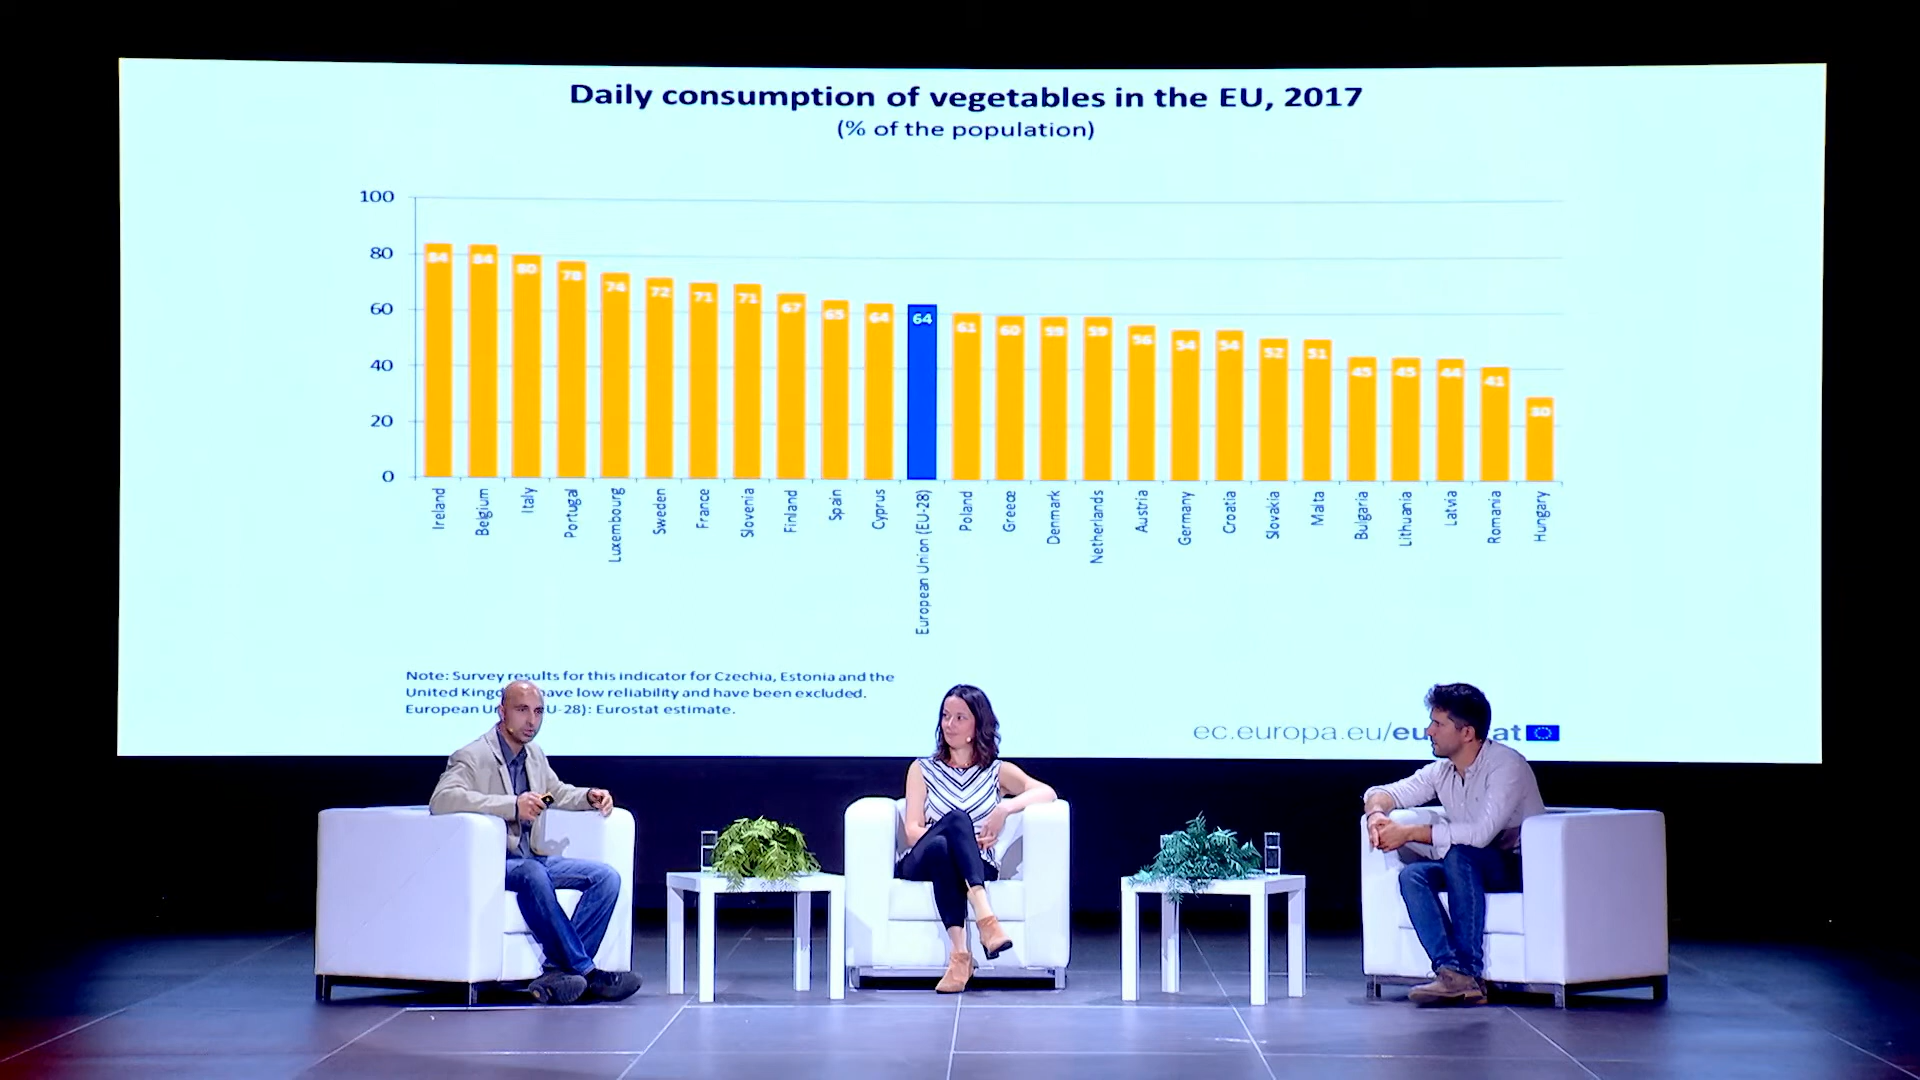 Daily consumption of vegetables in the EU, 2017
(% of the population)
100
80
60
40
20
0
84 84 80 78 74 72 71 71 67 65 64 64 61 60 59 59 56 54 54 52 51 45 45 44 41 30
Ireland
Belgium
Italy
Portugal
Luxembourg
Sweden
France
Slovenia
Finland
Spain
Cyprus
European Union (EU-28)
Poland
Greece
Denmark
Netherlands
Austria
Germany
Croatia
Slovakia
Malta
Bulgaria
Lithuania
Latvia
Romania
Hungary
Note: Survey results for this indicator for Czechia, Estonia and the
United have low reliability and have been excluded.
European U-28): Eurostat estimate.
ec.europa.eu/eu at